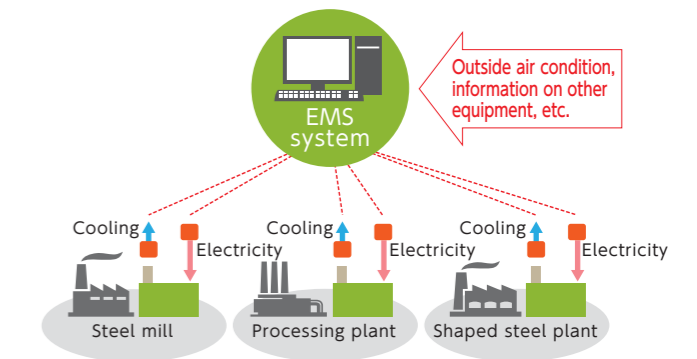 Outside air condition,
information on other
equipment, etc.
EMS
system
Cooling
Electricity
Cooling
Electricity
Cooling
Electricity
Steel mill
Processing plant
Shaped steel plant